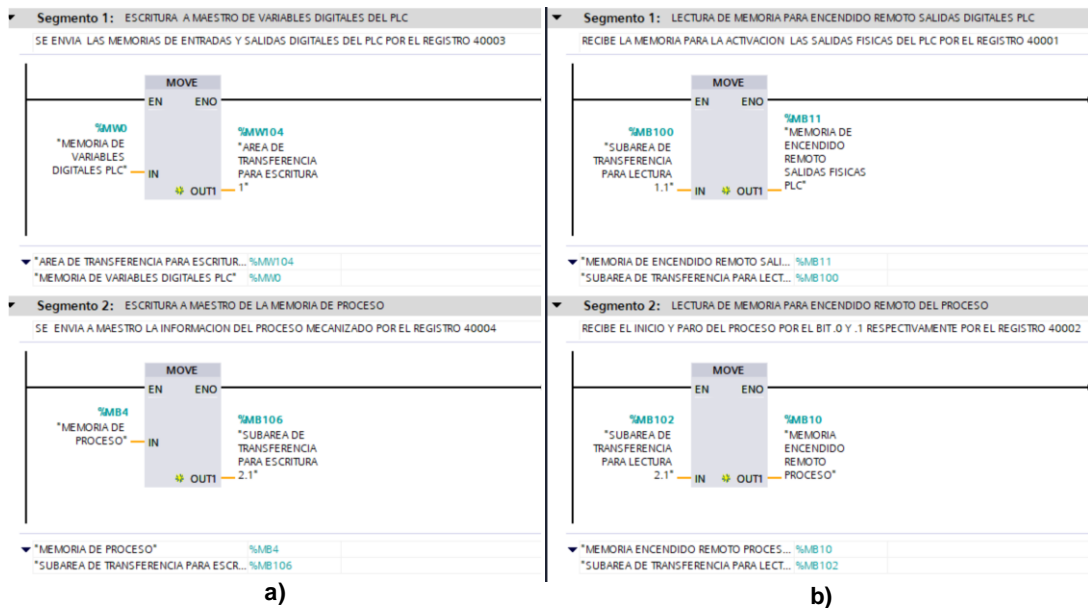 Segmento 1: ESCRITURA A MAESTRO DE VARIABLES DIGITALES DEL PLC
SE ENVIA LAS MEMORIAS DE ENTRADAS Y SALIDAS DIGITALES DEL PLC POR EL REGISTRO 40003
MOVE
EN ENO
%MW0
"MEMORIA DE
VARIABLES
DIGITALES PLC"
IN
%MW104
"AREA DE
TRANSFERENCIA
PARA ESCRITURA
1"
OUT1
"AREA DE TRANSFERENCIA PARA ESCRITUR... %MW104
"MEMORIA DE VARIABLES DIGITALES PLC" %MW0
Segmento 2: ESCRITURA A MAESTRO DE LA MEMORIA DE PROCESO
SE ENVIA A MAESTRO LA INFORMACION DEL PROCESO MECANIZADO POR EL REGISTRO 40004
MOVE
EN ENO
%MB4
"MEMORIA DE
PROCESO"
IN
%MB106
"SUBAREA DE
TRANSFERENCIA
PARA ESCRITURA
2.1"
OUT1
"MEMORIA DE PROCESO" %MB4
"SUBAREA DE TRANSFERENCIA PARA ESCR... %MB106
a)
Segmento 1: LECTURA DE MEMORIA PARA ENCENDIDO REMOTO SALIDAS DIGITALES PLC
RECIBE LA MEMORIA PARA LA ACTIVACION LAS SALIDAS FISICAS DEL PLC POR EL REGISTRO 40001
MOVE
EN ENO
%MB100
"SUBAREA DE
TRANSFERENCIA
PARA LECTURA
1.1"
IN
%MB11
"MEMORIA DE
ENCENDIDO
REMOTO
SALIDAS FISICAS
PLC"
OUT1
"MEMORIA DE ENCENDIDO REMOTO SALI... %MB11
"SUBAREA DE TRANSFERENCIA PARA LECT... %MB100
Segmento 2: LECTURA DE MEMORIA PARA ENCENDIDO REMOTO DEL PROCESO
RECIBE EL INICIO Y PARO DEL PROCESO POR EL BIT .0 Y .1 RESPECTIVAMENTE POR EL REGISTRO 40002
MOVE
EN ENO
%MB102
"SUBAREA DE
TRANSFERENCIA
PARA LECTURA
2.1"
IN
%MB10
"MEMORIA
ENCENDIDO
REMOTO
PROCESO"
OUT1
"MEMORIA ENCENDIDO REMOTO PROCES... %MB10
"SUBAREA DE TRANSFERENCIA PARA LECT... %MB102
b)